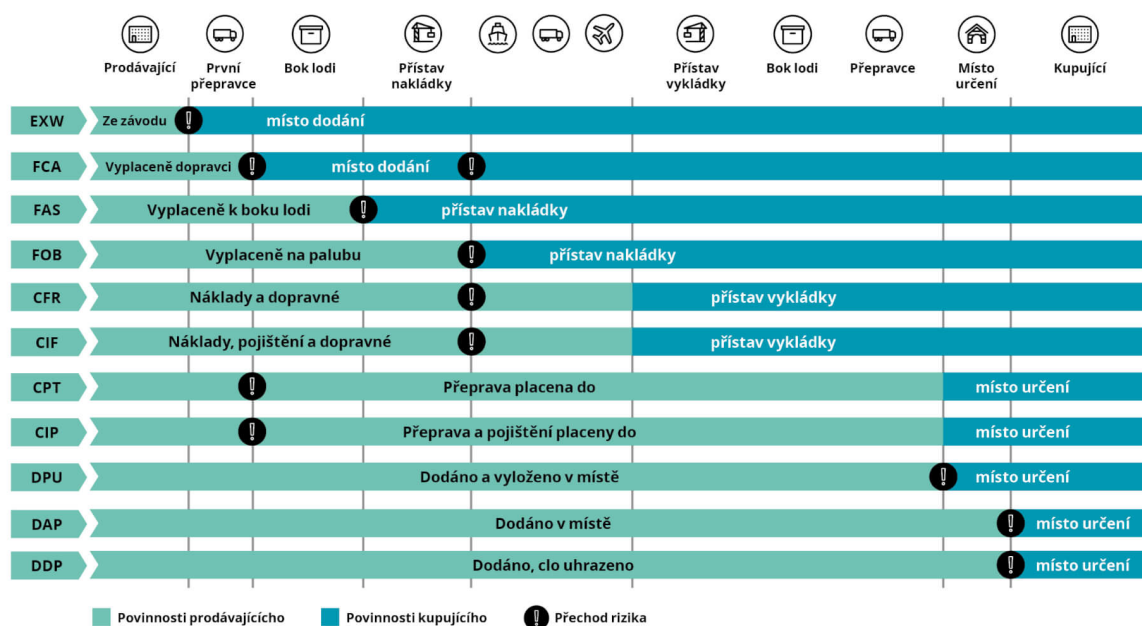 Prodávající
První
přepravce
Bok lodi
Přístav
nakládky
Přístav
vykládky
Bok lodi
Přepravce
Místo
určení
Kupující
EXW Ze závodu místo dodání
FCA Vyplaceně dopravci místo dodání
FAS Vyplaceně k boku lodi přístav nakládky
FOB Vyplaceně na palubu přístav nakládky
CFR Náklady a dopravné přístav vykládky
CIF Náklady, pojištění a dopravné přístav vykládky
CPT Přeprava placena do místo určení
CIP Přeprava a pojištění placeny do místo určení
DPU Dodáno a vyloženo v místě místo určení
DAP Dodáno v místě místo určení
DDP Dodáno, clo uhrazeno místo určení
Povinnosti prodávajícícho Povinnosti kupujícího Přechod rizika